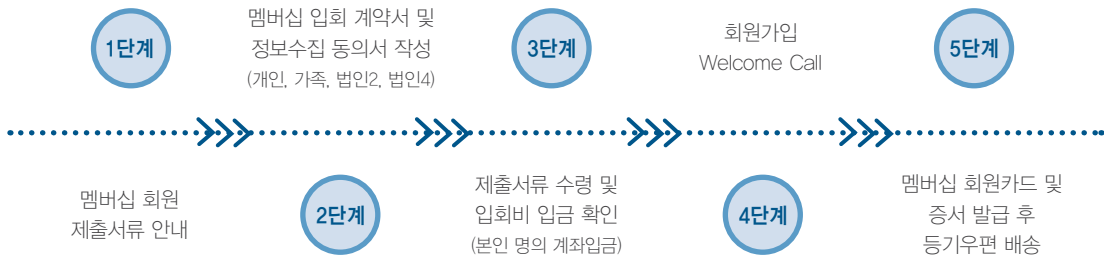 1단계
멤버십 회원
제출서류 안내
멤버십 입회 계약서 및
정보수집 동의서 작성
(개인, 가족, 법인2, 법인4)
2단계
3단계
제출서류 수령 및
입회비 입금 확인
(본인 명의 계좌입금)
회원가입
Welcome Call
4단계
5단계
멤버십 회원카드 및
증서 발급 후
등기우편 배송